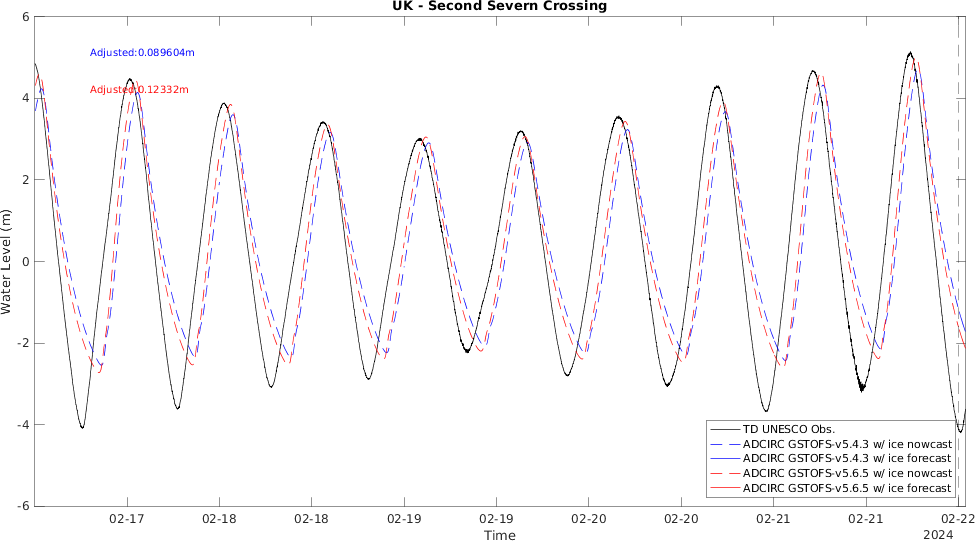 UK - Second Severn Crossing
Adjusted:0.089604m
Adjusted:0.12332m
6
4
2
0
-2
-4
-6
Water Level (m)
TD UNESCO Obs.
ADCIRC GSTOFS-v5.4.3 w/ ice nowcast
ADCIRC GSTOFS-v5.4.3 w/ ice forecast
ADCIRC GSTOFS-v5.6.5 w/ ice nowcast
ADCIRC GSTOFS-v5.6.5 w/ ice forecast
02-17 02-18 02-18 02-19 02-19 02-20 02-20 02-21 02-21 02-22
Time
2024